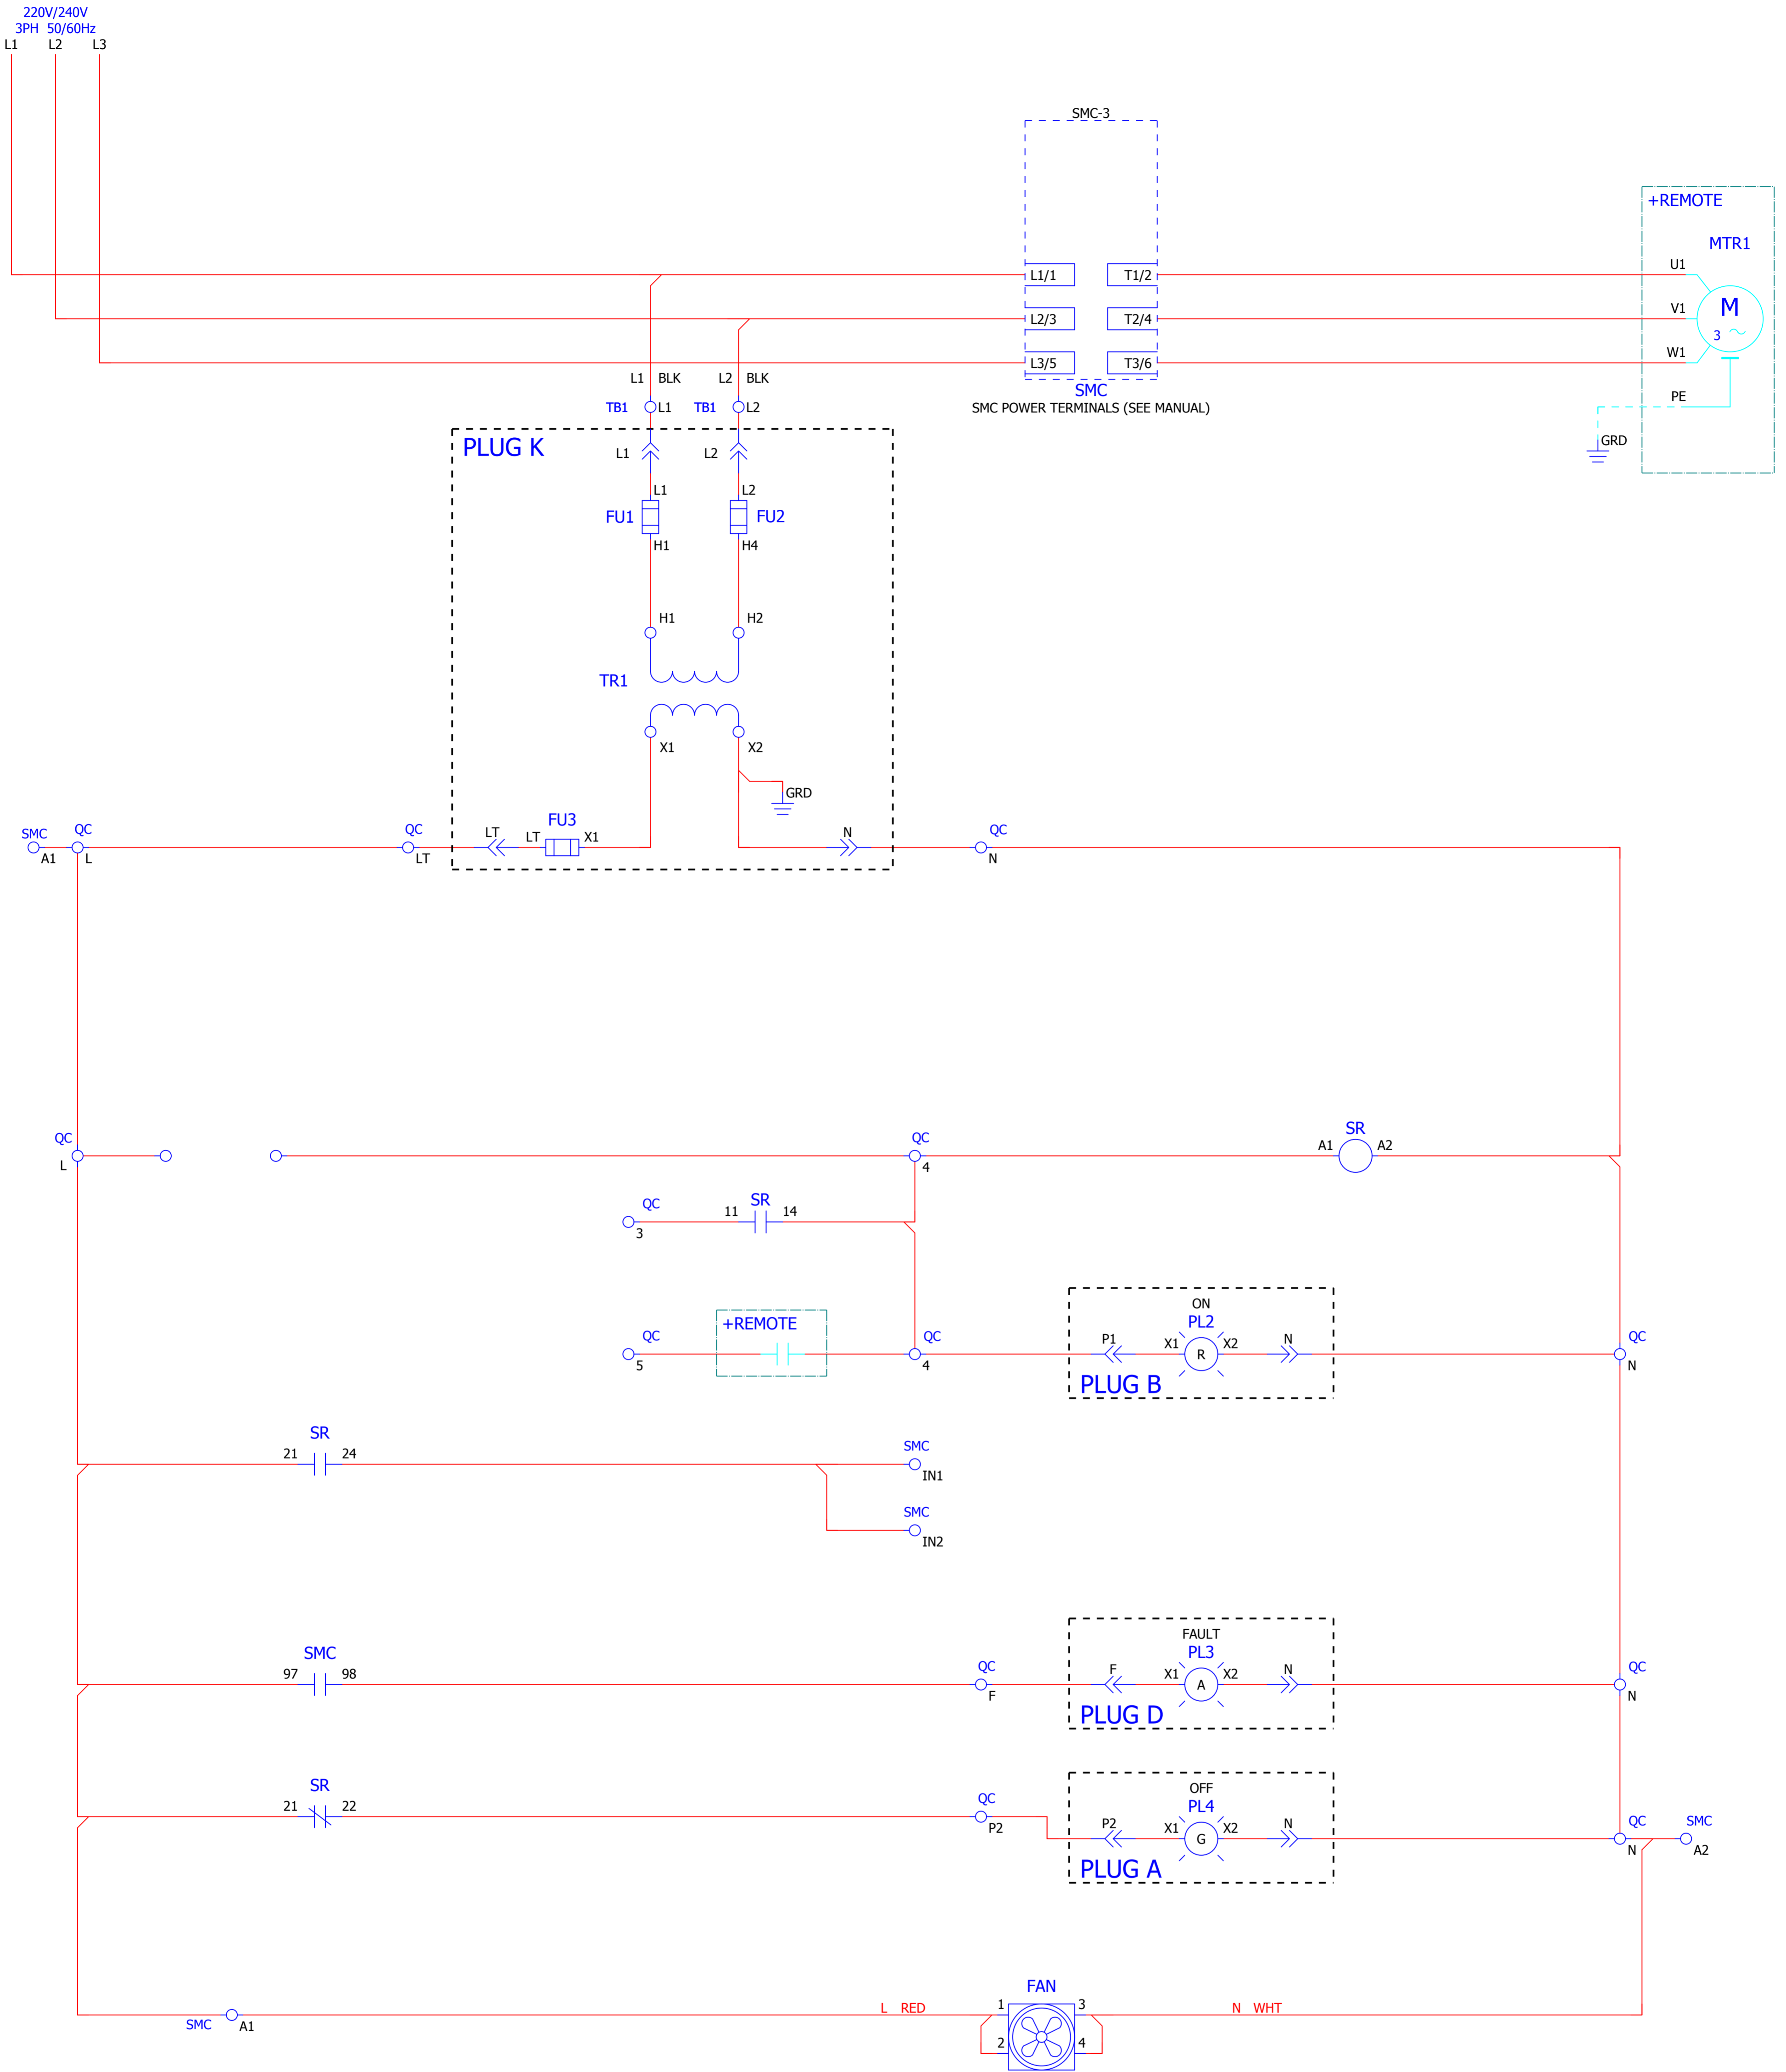 220V/240V
3PH 50/60Hz
L1 L2 L3
SMC-3
+REMOTE
MTR1
L1/1 T1/2 U1
L2/3 T2/4 V1 M
3
L3/5 T3/6 W1
L1 BLK L2 BLK
SMC
SMC POWER TERMINALS (SEE MANUAL)
PE
TB1 L1 TB1 L2
GRD
PLUG K
L1 L2
L1 L2
FU1 FU2
H1 H4
H1 H2
TR1
X1 X2
GRD
FU3
SMC QC QC LT LT X1 N QC
A1 L LT N
QC QC SR
A1 A2
L 4
QC 11 SR 14
3
ON
+REMOTE PL2
QC QC P1 X1 X2 N QC
R
5 4 N
PLUG B
SR
21 24 SMC
IN1
SMC
IN2
FAULT
SMC PL3
97 98 QC F X1 X2 N QC
A
F N
PLUG D
SR OFF
21 22 QC PL4
P2 P2 X1 X2 N QC SMC
G
N A2
PLUG A
FAN
L RED 1 3 N WHT
SMC A1
2 4